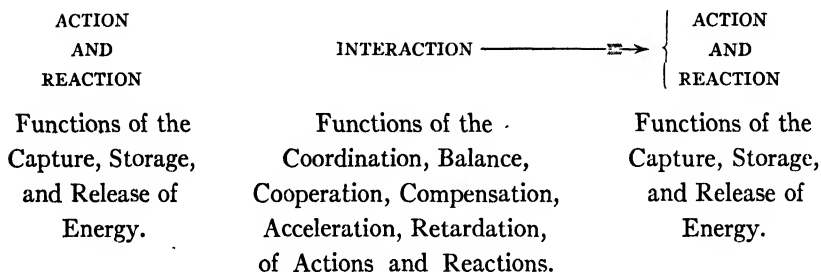 ACTION
AND
REACTION
INTERACTION
ACTION
AND
REACTION
Functions of the
Capture, Storage,
and Release of
Energy.
Functions of the
Coordination, Balance,
Cooperation, Compensation,
Acceleration, Retardation,
of Actions and Reactions.
Functions of the
Capture, Storage,
and Release of
Energy.